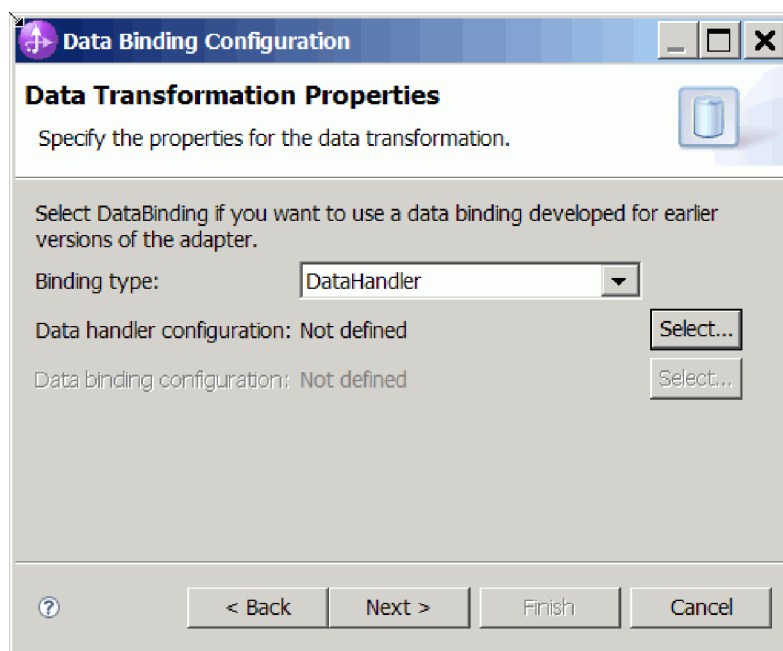 Data Binding Configuration
Data Transformation Properties
Specify the properties for the data transformation.
Select DataBinding if you want to use a data binding developed for earlier
versions of the adapter.
Binding type: DataHandler
Data handler configuration: Not defined Select...
Data binding configuration: Not defined Select...
? < Back Next > Finish Cancel